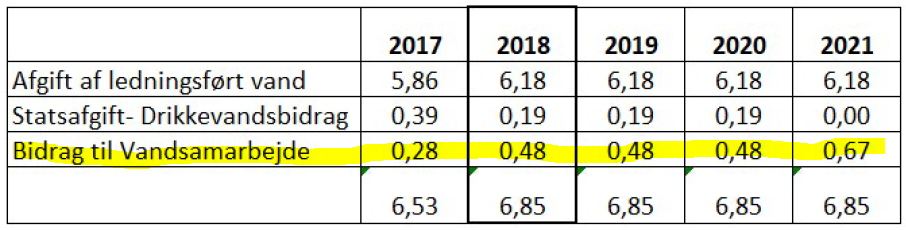 2017 2018 2019 2020 2021
Afgift af ledningsført vand 5,86 6,18 6,18 6,18 6,18
Statsafgift- Drikkevandsbidrag 0,39 0,19 0,19 0,19 0,00
Bidrag til Vandsamarbejde 0,28 0,48 0,48 0,48 0,67
6,53 6,85 6,85 6,85 6,85